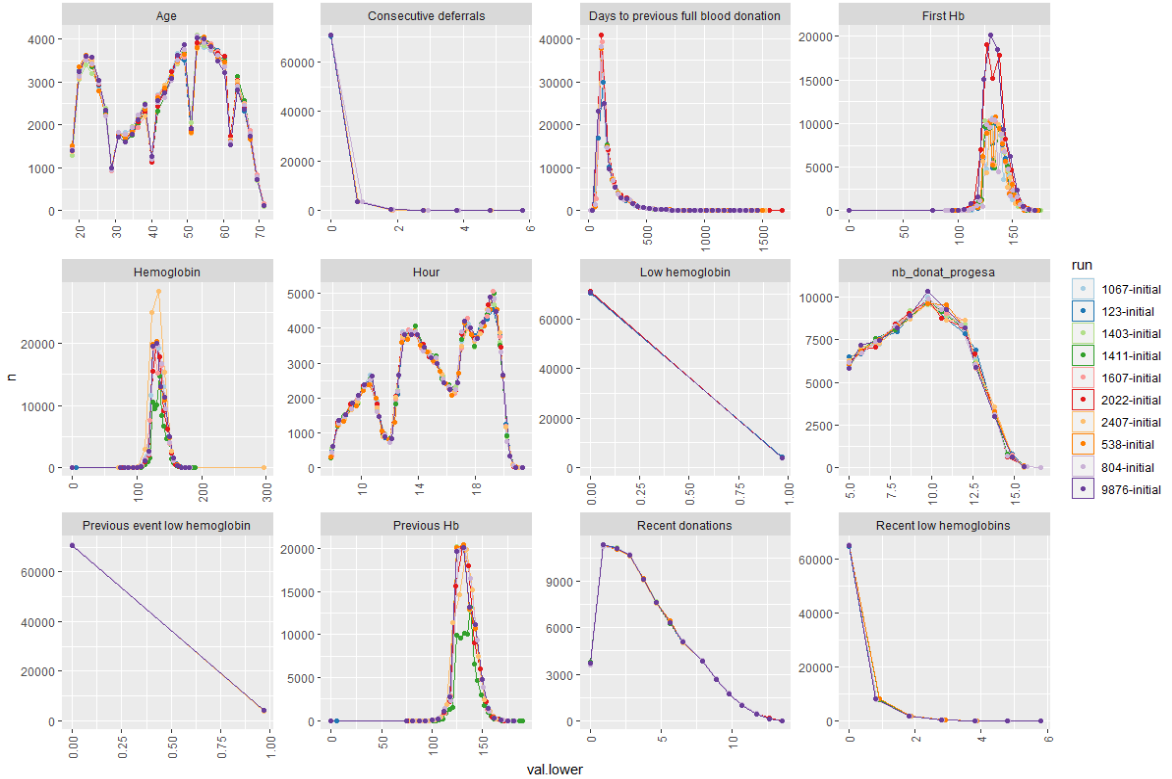 Age
Consecutive deferrals
Days to previous full blood donation
First Hb
4000
3000
2000
1000
0
20 30 40 50 60 70
60000
40000
20000
0
0 2 4 6
40000
30000
20000
10000
0
0 500 1000 1500
20000
15000
10000
5000
0
0 50 100 150
Hemoglobin
Hour
Low hemoglobin
nb_donat_progesa
20000
10000
0
0 100 200 300
5000
4000
3000
2000
1000
0
10 14 18
60000
40000
20000
0
0.00 0.25 0.50 0.75 1.00
10000
7500
5000
2500
0
5.0 7.5 10.0 12.5 15.0
Previous event low hemoglobin
Previous Hb
Recent donations
Recent low hemoglobins
60000
40000
20000
0
0.00 0.25 0.50 0.75 1.00
20000
15000
10000
5000
0
0 50 100 150
9000
6000
3000
0
0 5 10
60000
40000
20000
0
0 2 4 6
n
val.lower
run
1067-initial
123-initial
1403-initial
1411-initial
1607-initial
2022-initial
2407-initial
538-initial
804-initial
9876-initial